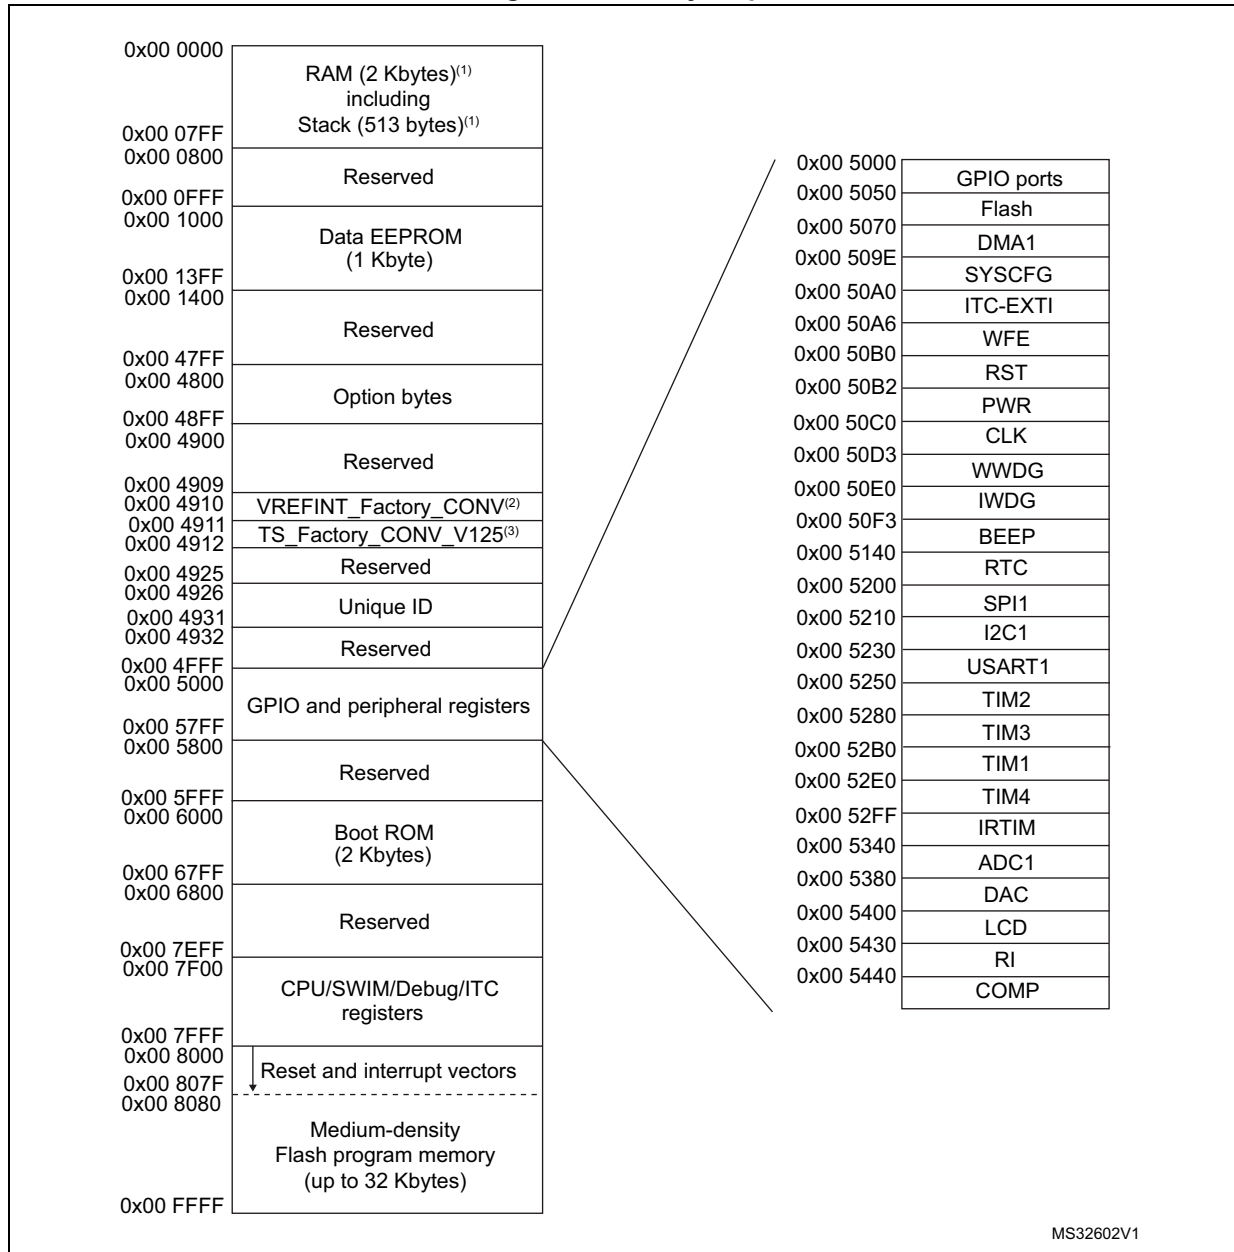 0x00 0000
RAM (2 Kbytes)(1)
including
Stack (513 bytes)(1)
0x00 07FF
0x00 0800
Reserved
0x00 0FFF
0x00 1000
Data EEPROM
(1 Kbyte)
0x00 13FF
0x00 1400
Reserved
0x00 47FF
0x00 4800
Option bytes
0x00 48FF
0x00 4900
Reserved
0x00 4909
0x00 4910
VREFINT_Factory_CONV(2)
0x00 4911
TS_Factory_CONV_V125(3)
0x00 4912
Reserved
0x00 4925
0x00 4926
Unique ID
0x00 4931
0x00 4932
Reserved
0x00 4FFF
0x00 5000
GPIO and peripheral registers
0x00 57FF
0x00 5800
Reserved
0x00 5FFF
0x00 6000
Boot ROM
(2 Kbytes)
0x00 67FF
0x00 6800
Reserved
0x00 7EFF
0x00 7F00
CPU/SWIM/Debug/ITC
registers
0x00 7FFF
0x00 8000
Reset and interrupt vectors
0x00 807F
0x00 8080
Medium-density
Flash program memory
(up to 32 Kbytes)
0x00 FFFF
0x00 5000
GPIO ports
0x00 5050
Flash
0x00 5070
DMA1
0x00 509E
SYSCFG
0x00 50A0
ITC-EXTI
0x00 50A6
WFE
0x00 50B0
RST
0x00 50B2
PWR
0x00 50C0
CLK
0x00 50D3
WWDG
0x00 50E0
IWDG
0x00 50F3
BEEP
0x00 5140
RTC
0x00 5200
SPI1
0x00 5210
I2C1
0x00 5230
USART1
0x00 5250
TIM2
0x00 5280
TIM3
0x00 52B0
TIM1
0x00 52E0
TIM4
0x00 52FF
IRTIM
0x00 5340
ADC1
0x00 5380
DAC
0x00 5400
LCD
0x00 5430
RI
0x00 5440
COMP
MS32602V1